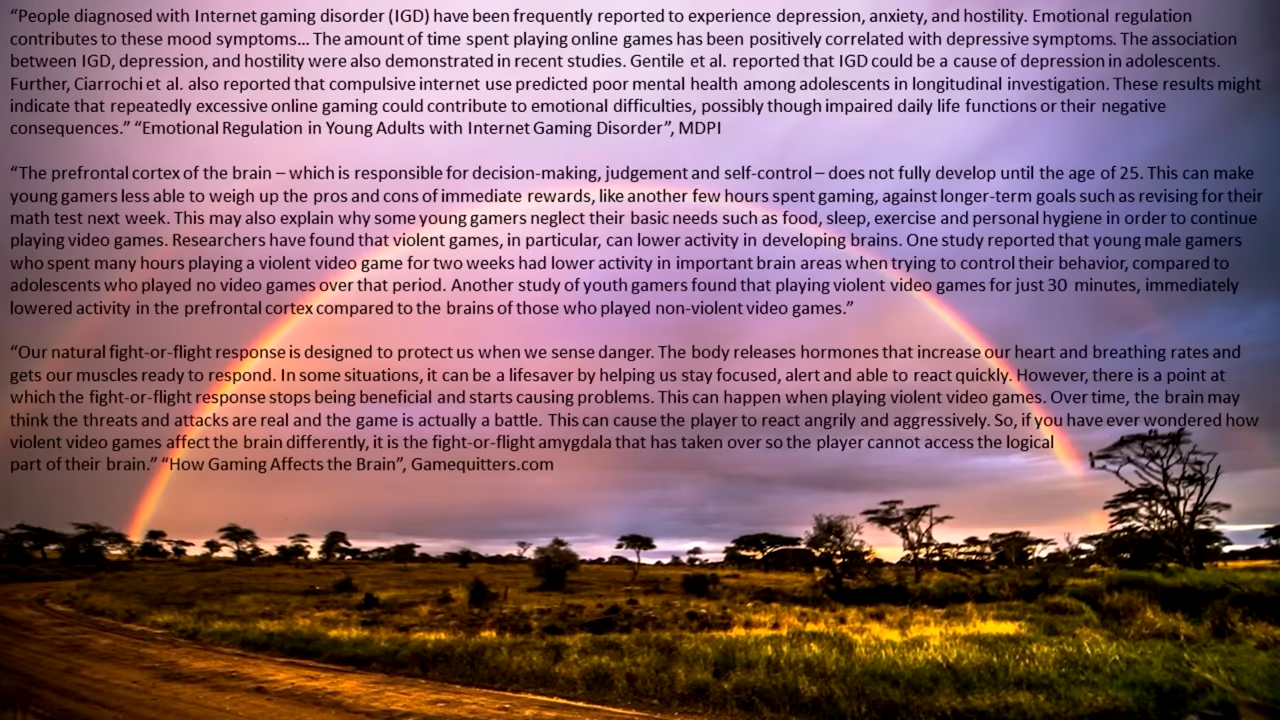 “People diagnosed with Internet gaming disorder (IGD) have been frequently reported to experience depression, anxiety, and hostility. Emotional regulation
contributes to these mood symptoms... The amount of time spent playing online games has been positively correlated with depressive symptoms. The association
between IGD, depression, and hostility were also demonstrated in recent studies. Gentile et al. reported that IGD could be a cause of depression in adolescents.
Further, Ciarrochi et al. also reported that compulsive internet use predicted poor mental health among adolescents in longitudinal investigation. These results might
indicate that repeatedly excessive online gaming could contribute to emotional difficulties, possibly though impaired daily life functions or their negative
consequences.” “Emotional Regulation in Young Adults with Internet Gaming Disorder”, MDPI
“The prefrontal cortex of the brain – which is responsible for decision-making, judgement and self-control – does not fully develop until the age of 25. This can make
young gamers less able to weigh up the pros and cons of immediate rewards, like another few hours spent gaming, against longer-term goals such as revising for their
math test next week. This may also explain why some young gamers neglect their basic needs such as food, sleep, exercise and personal hygiene in order to continue
playing video games. Researchers have found that violent games, in particular, can lower activity in developing brains. One study reported that young male gamers
who spent many hours playing a violent video game for two weeks had lower activity in important brain areas when trying to control their behavior, compared to
adolescents who played no video games over that period. Another study of youth gamers found that playing violent video games for just 30 minutes, immediately
lowered activity in the prefrontal cortex compared to the brains of those who played non-violent video games.”
“Our natural fight-or-flight response is designed to protect us when we sense danger. The body releases hormones that increase our heart and breathing rates and
gets our muscles ready to respond. In some situations, it can be a lifesaver by helping us stay focused, alert and able to react quickly. However, there is a point at
which the fight-or-flight response stops being beneficial and starts causing problems. This can happen when playing violent video games. Over time, the brain may
think the threats and attacks are real and the game is actually a battle. This can cause the player to react angrily and aggressively. So, if you have ever wondered how
violent video games affect the brain differently, it is the fight-or-flight amygdala that has taken over so the player cannot access the logical
part of their brain.” “How Gaming Affects the Brain”, Gamequitters.com